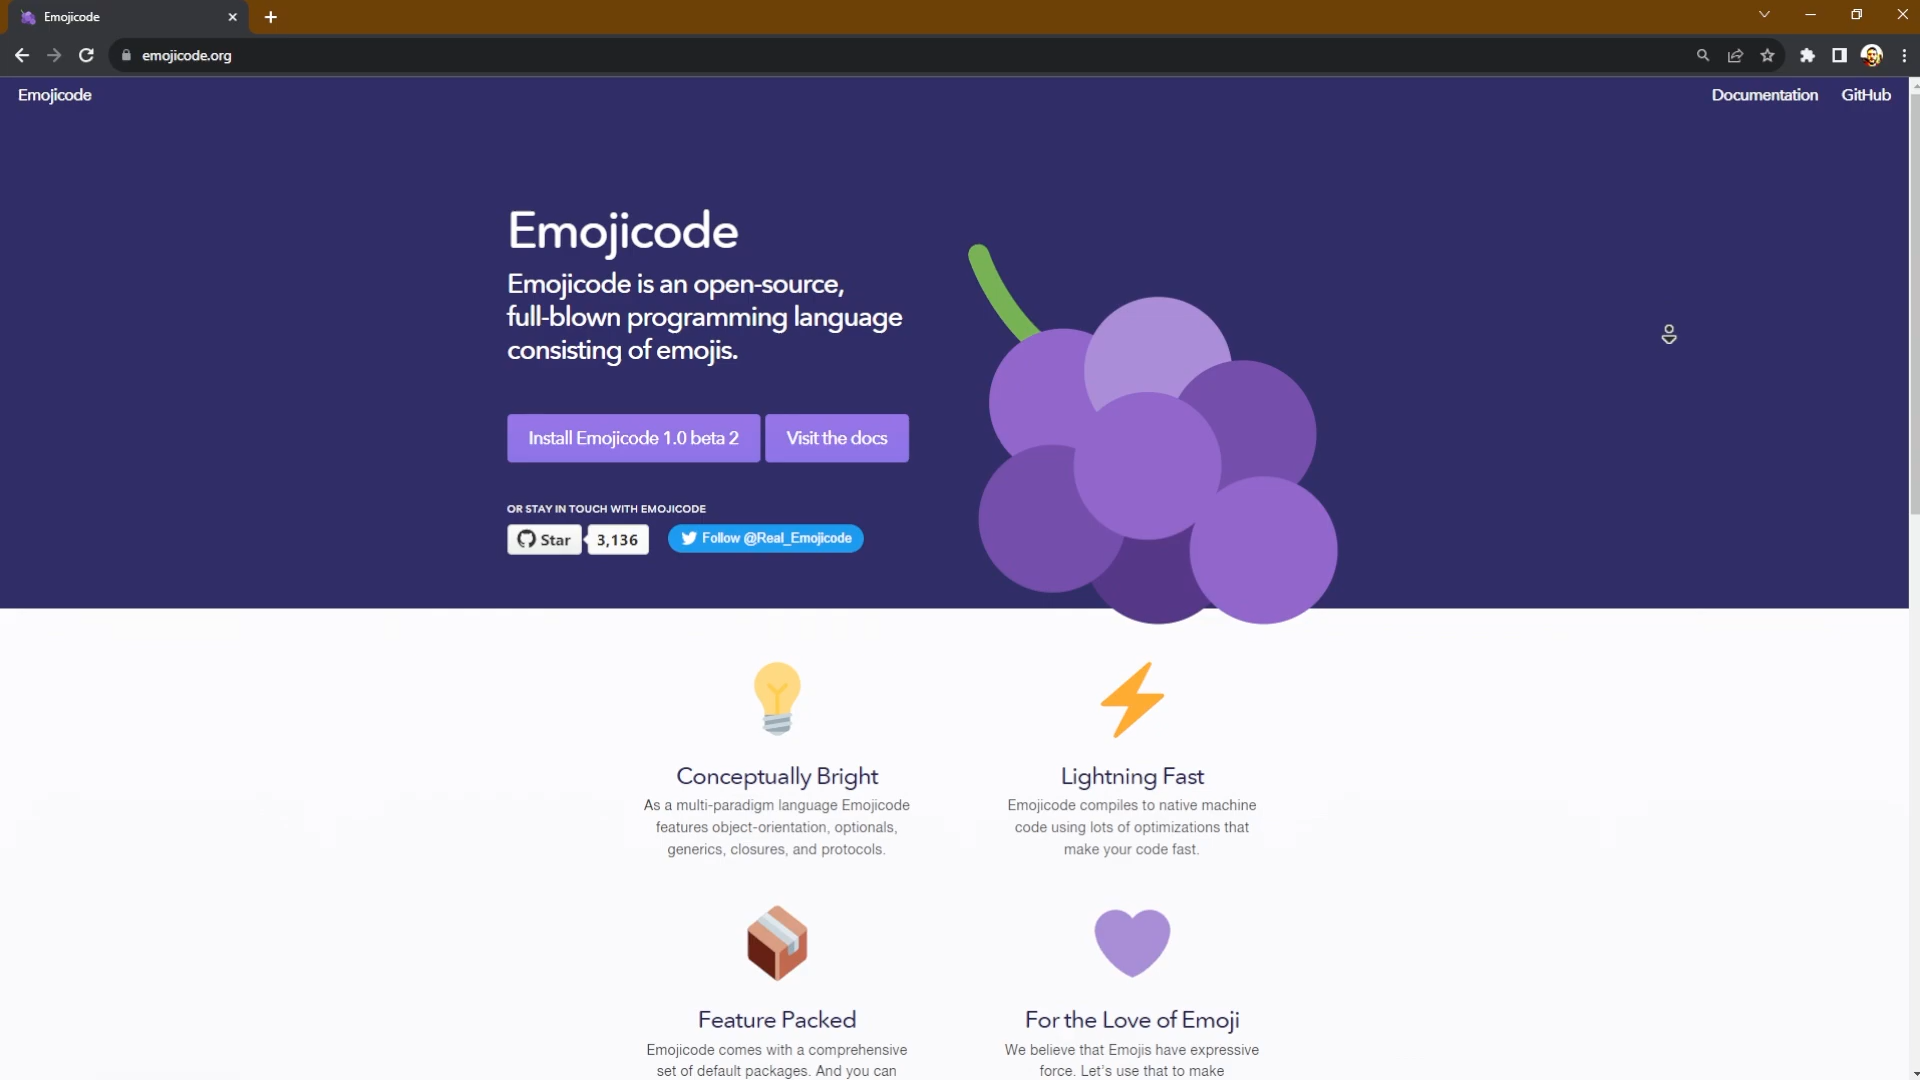 Emojicode
emojicode.org
Emojicode
Documentation
GitHub
Emojicode
Emojicode is an open-source,
full-blown programming language
consisting of emojis.
Install Emojicode 1.0 beta 2
Visit the docs
OR STAY IN TOUCH WITH EMOJICODE
Star
3,136
Follow @Real_Emojicode
Conceptually Bright
As a multi-paradigm language Emojicode
features object-orientation, optionals,
generics, closures, and protocols.
Lightning Fast
Emojicode compiles to native machine
code using lots of optimizations that
make your code fast.
Feature Packed
Emojicode comes with a comprehensive
set of default packages. And you can
For the Love of Emoji
We believe that Emojis have expressive
force. Let's use that to make